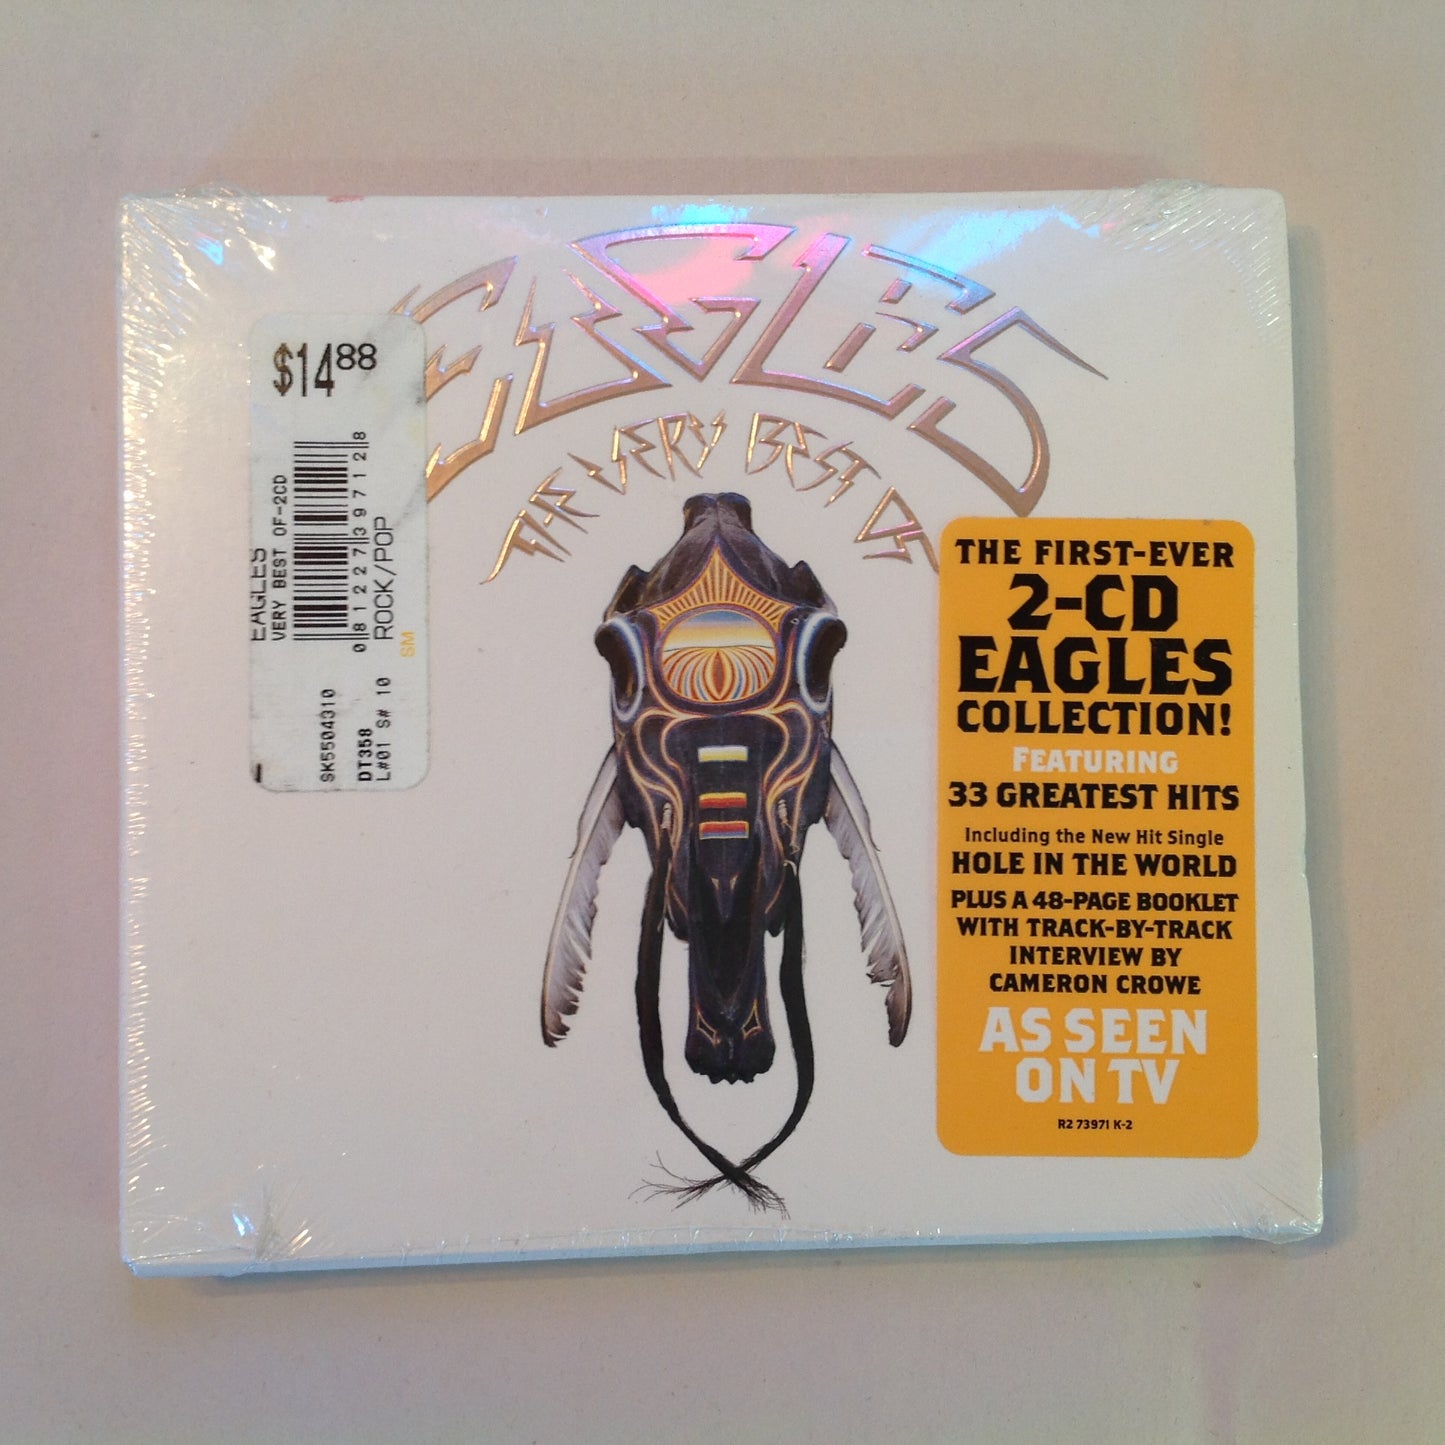 EAGLES
THE VERY BEST OF
$14.88
EAGLES
VERY BEST OF-2CD
0 81227 39712 8
ROCK/POP
SM
SK5504310
DT358
L#01 S# 10
THE FIRST-EVER
2-CD
EAGLES
COLLECTION!
FEATURING
33 GREATEST HITS
Including the New Hit Single
HOLE IN THE WORLD
PLUS A 48-PAGE BOOKLET
WITH TRACK-BY-TRACK
INTERVIEW BY
CAMERON CROWE
AS SEEN
ON TV
R2 73971 K-2